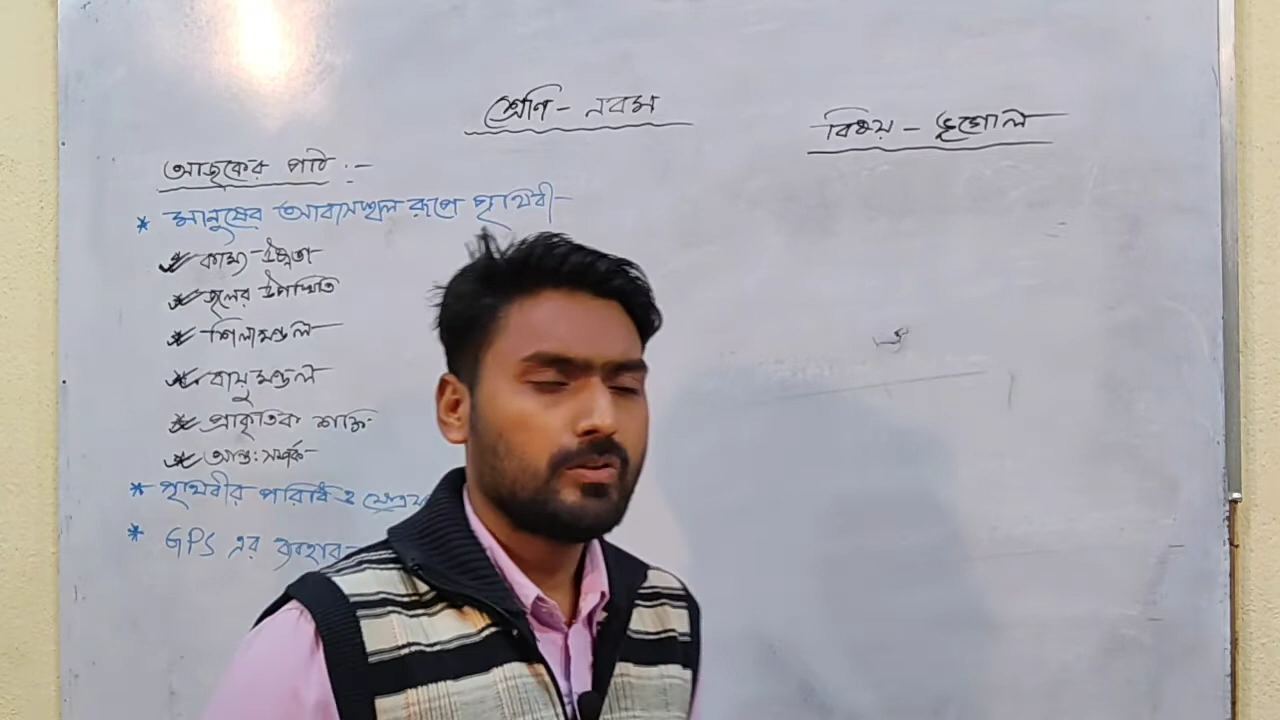 শ্রেণি - নবম
বিষয় - ভূগোল
আজকের পাঠ :-
* মানুষের আবাসস্থল রূপে পৃথিবী
* কাম্য উষ্ণতা
* জলের উপস্থিতি
* শিলামণ্ডল
* বায়ুমণ্ডল
* প্রাকৃতিক শক্তি
* আন্তঃসম্পর্ক
* পৃথিবীর পরিধি ও
* GPS এর ব্যবহার